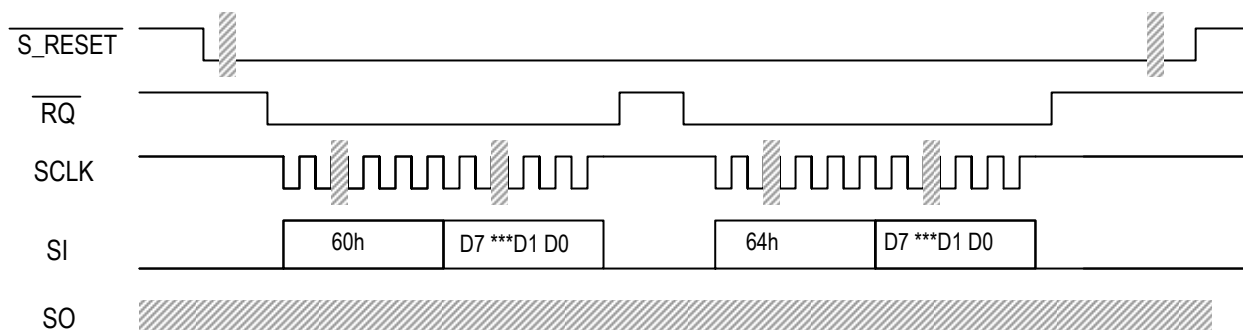 S_RESET
RQ
SCLK
SI
60h
D7 ***D1 D0
64h
D7 ***D1 D0
SO